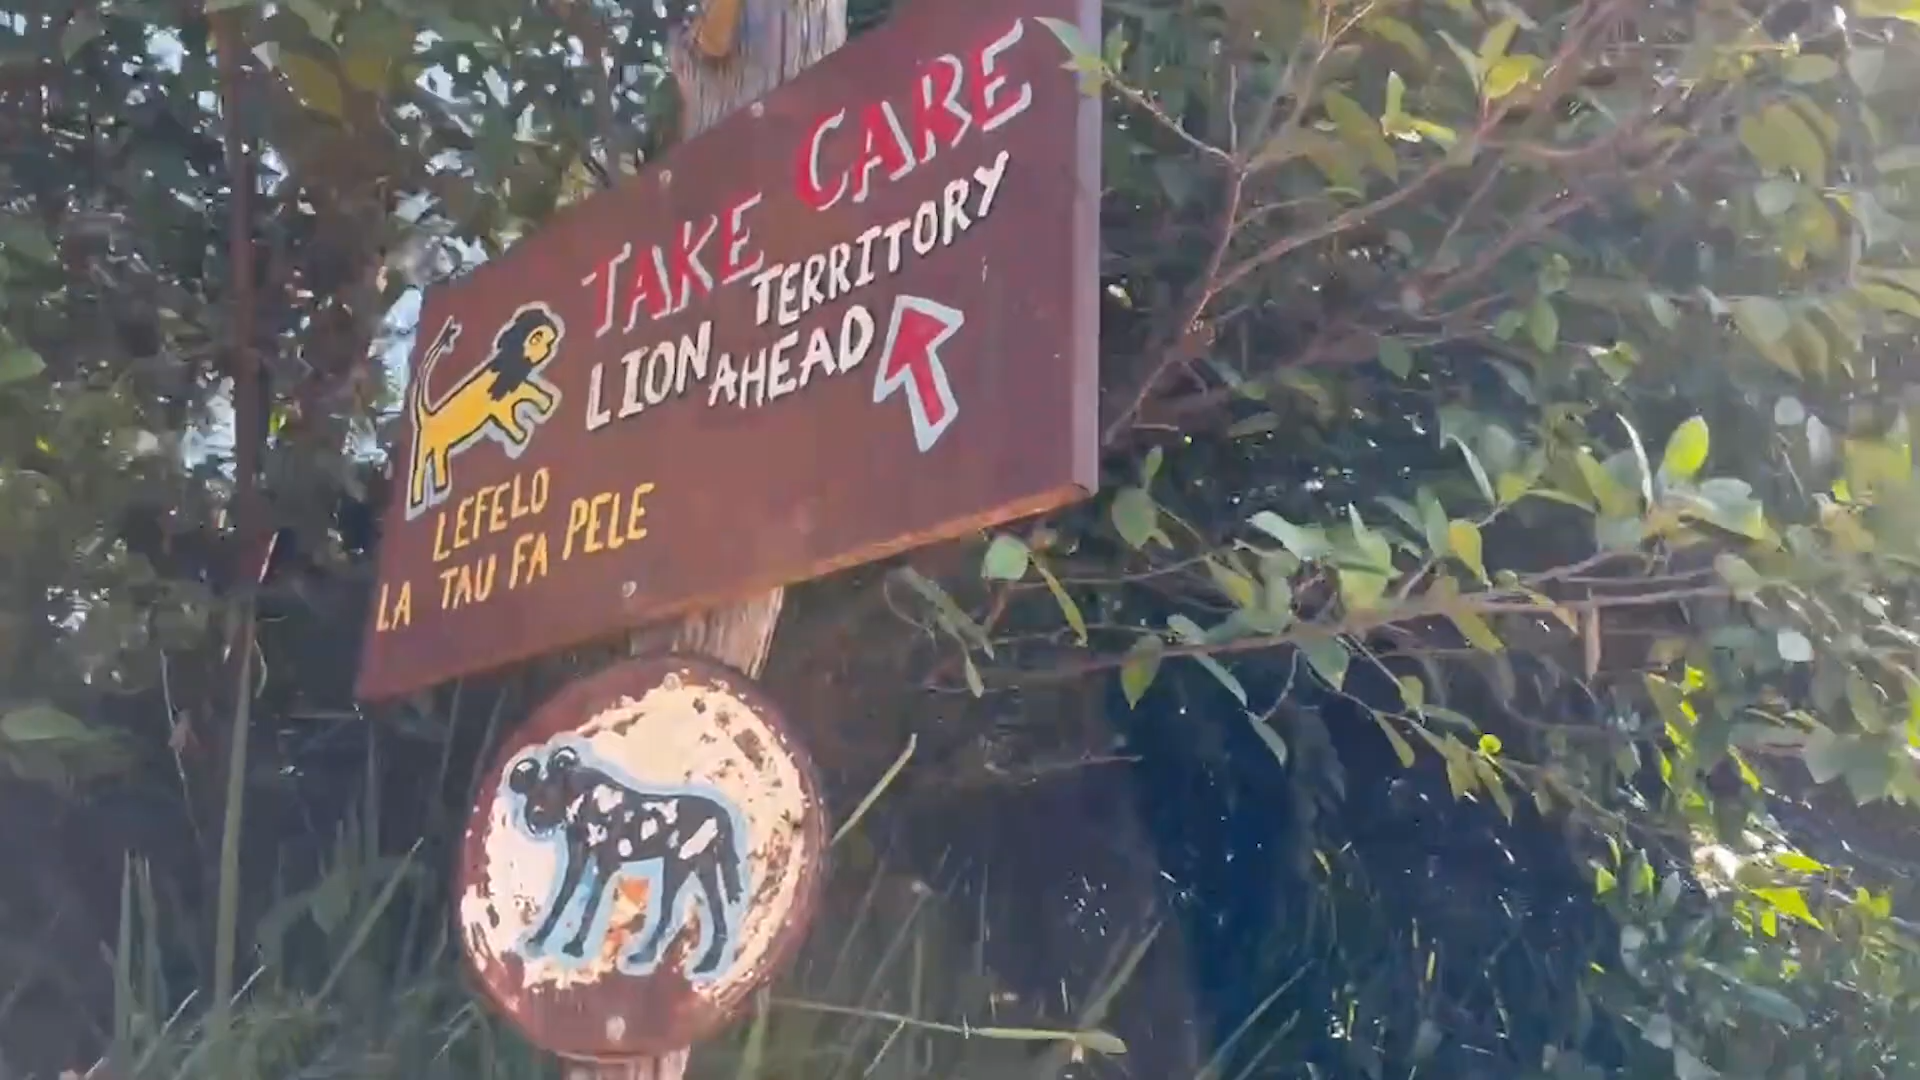 TAKE CARE
LION TERRITORY
AHEAD
LEFELO
LA TAU FA PELE